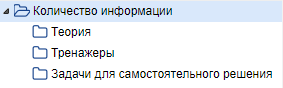 Количество информации
Теория
Тренажеры
Задачи для самостоятельного решения